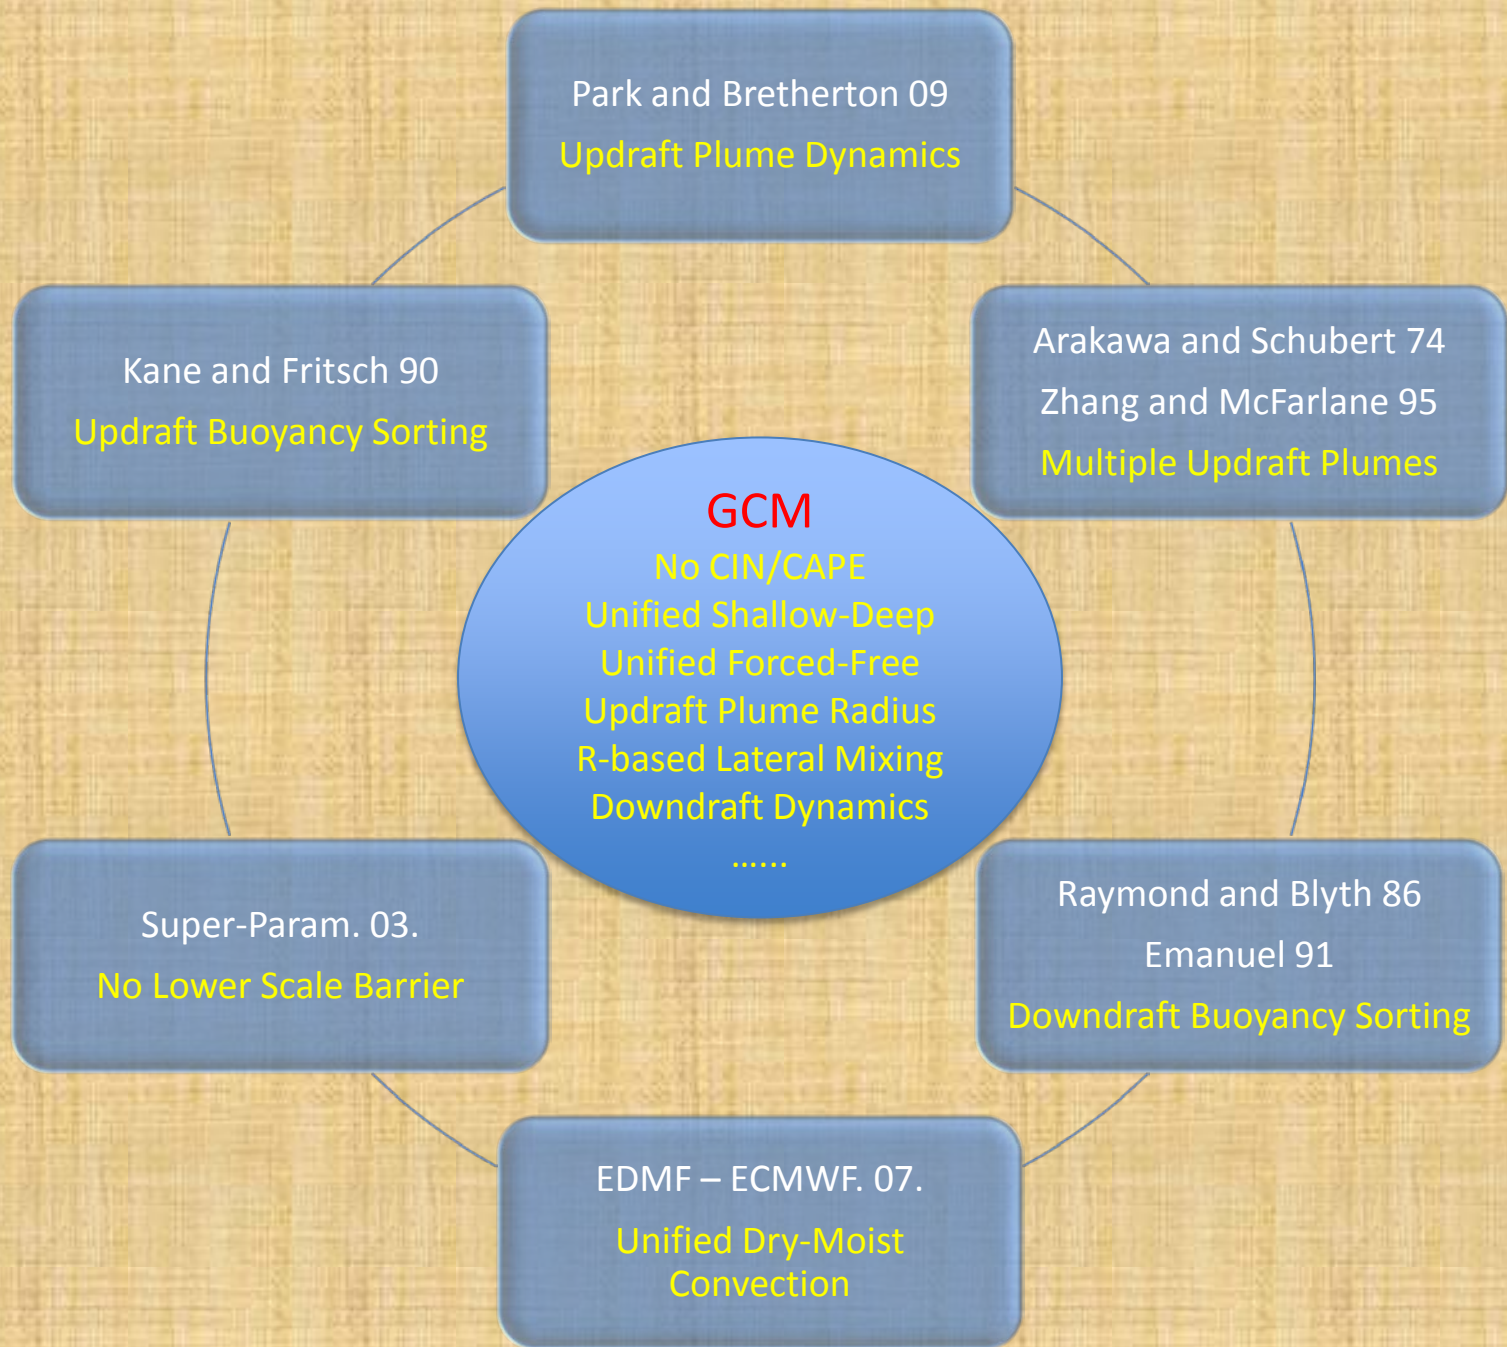 Park and Bretherton 09
Updraft Plume Dynamics
Kane and Fritsch 90
Updraft Buoyancy Sorting
Arakawa and Schubert 74
Zhang and McFarlane 95
Multiple Updraft Plumes
GCM
No CIN/CAPE
Unified Shallow-Deep
Unified Forced-Free
Updraft Plume Radius
R-based Lateral Mixing
Downdraft Dynamics
…...
Super-Param. 03.
No Lower Scale Barrier
Raymond and Blyth 86
Emanuel 91
Downdraft Buoyancy Sorting
EDMF – ECMWF. 07.
Unified Dry-Moist
Convection